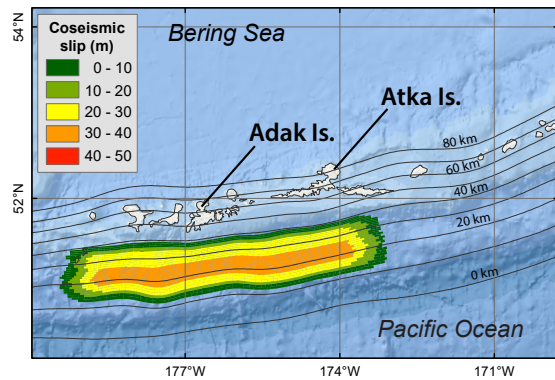 54°N
Coseismic
slip (m)
0 - 10
10 - 20
20 - 30
30 - 40
40 - 50
Bering Sea
Atka Is.
Adak Is.
80 km
60 km
52°N
40 km
20 km
0 km
Pacific Ocean
177°W
174°W
171°W